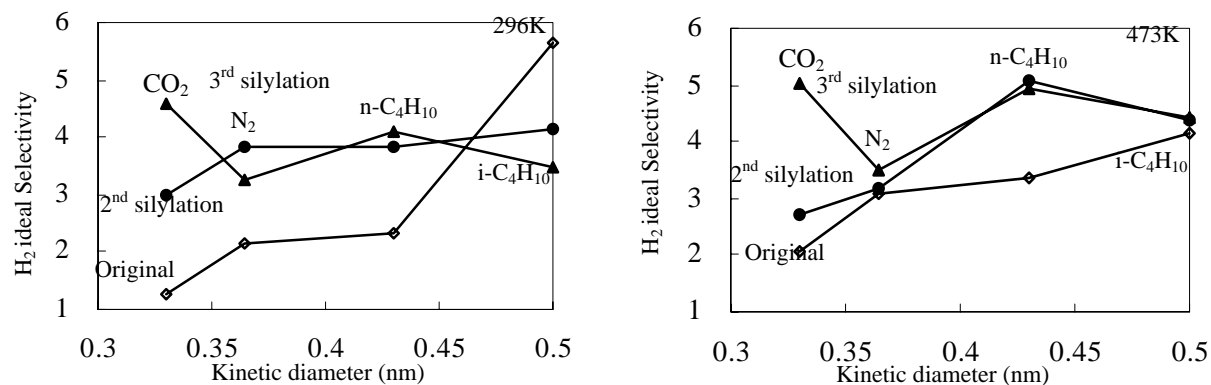 6
5
4
3
2
1
H₂ ideal Selectivity
296K
CO₂
3ʳᵈ silylation
N₂
n-C₄H₁₀
i-C₄H₁₀
2ⁿᵈ silylation
Original
0.3
0.35
0.4
0.45
0.5
Kinetic diameter (nm)
6
5
4
3
2
1
H₂ ideal Selectivity
473K
n-C₄H₁₀
CO₂
3ʳᵈ silylation
N₂
2ⁿᵈ silylation
i-C₄H₁₀
Original
0.3
0.35
0.4
0.45
0.5
Kinetic diameter (nm)